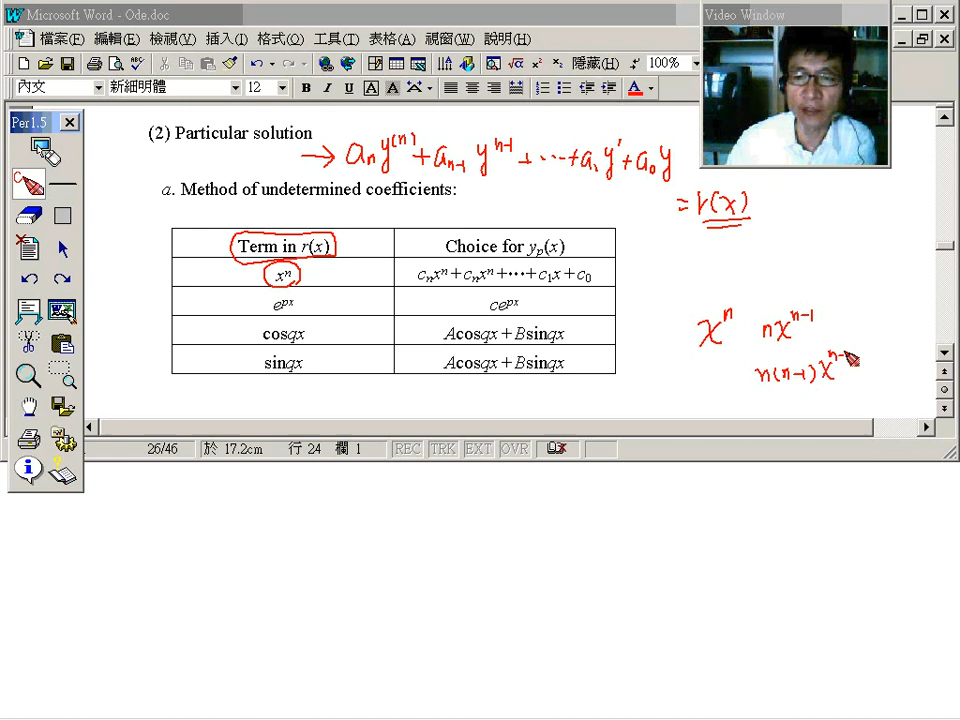 Microsoft Word - Ode.doc
Video Window
檔案(F) 編輯(E) 檢視(V) 插入(I) 格式(O) 工具(T) 表格(A) 視窗(W) 說明(H)
隱藏(H) 100%
內文 新細明體 12 B I U A A A
Per1.5
(2) Particular solution
→ aₙy⁽ⁿ⁾ + aₙ₋₁ yⁿ⁻¹ + ... + a₁y' + a₀y
a. Method of undetermined coefficients:
= r(x)
Term in r(x) Choice for yₚ(x)
xⁿ cₙxⁿ+cₙxⁿ+⋯+c₁x+c₀
eᵖˣ ceᵖˣ
cosqx Acosqx + Bsinqx
sinqx Acosqx + Bsinqx
xⁿ nxⁿ⁻¹
n(n-1)xⁿ⁻
26/46 於 17.2cm 行 24 欄 1 REC TRK EXT OVR